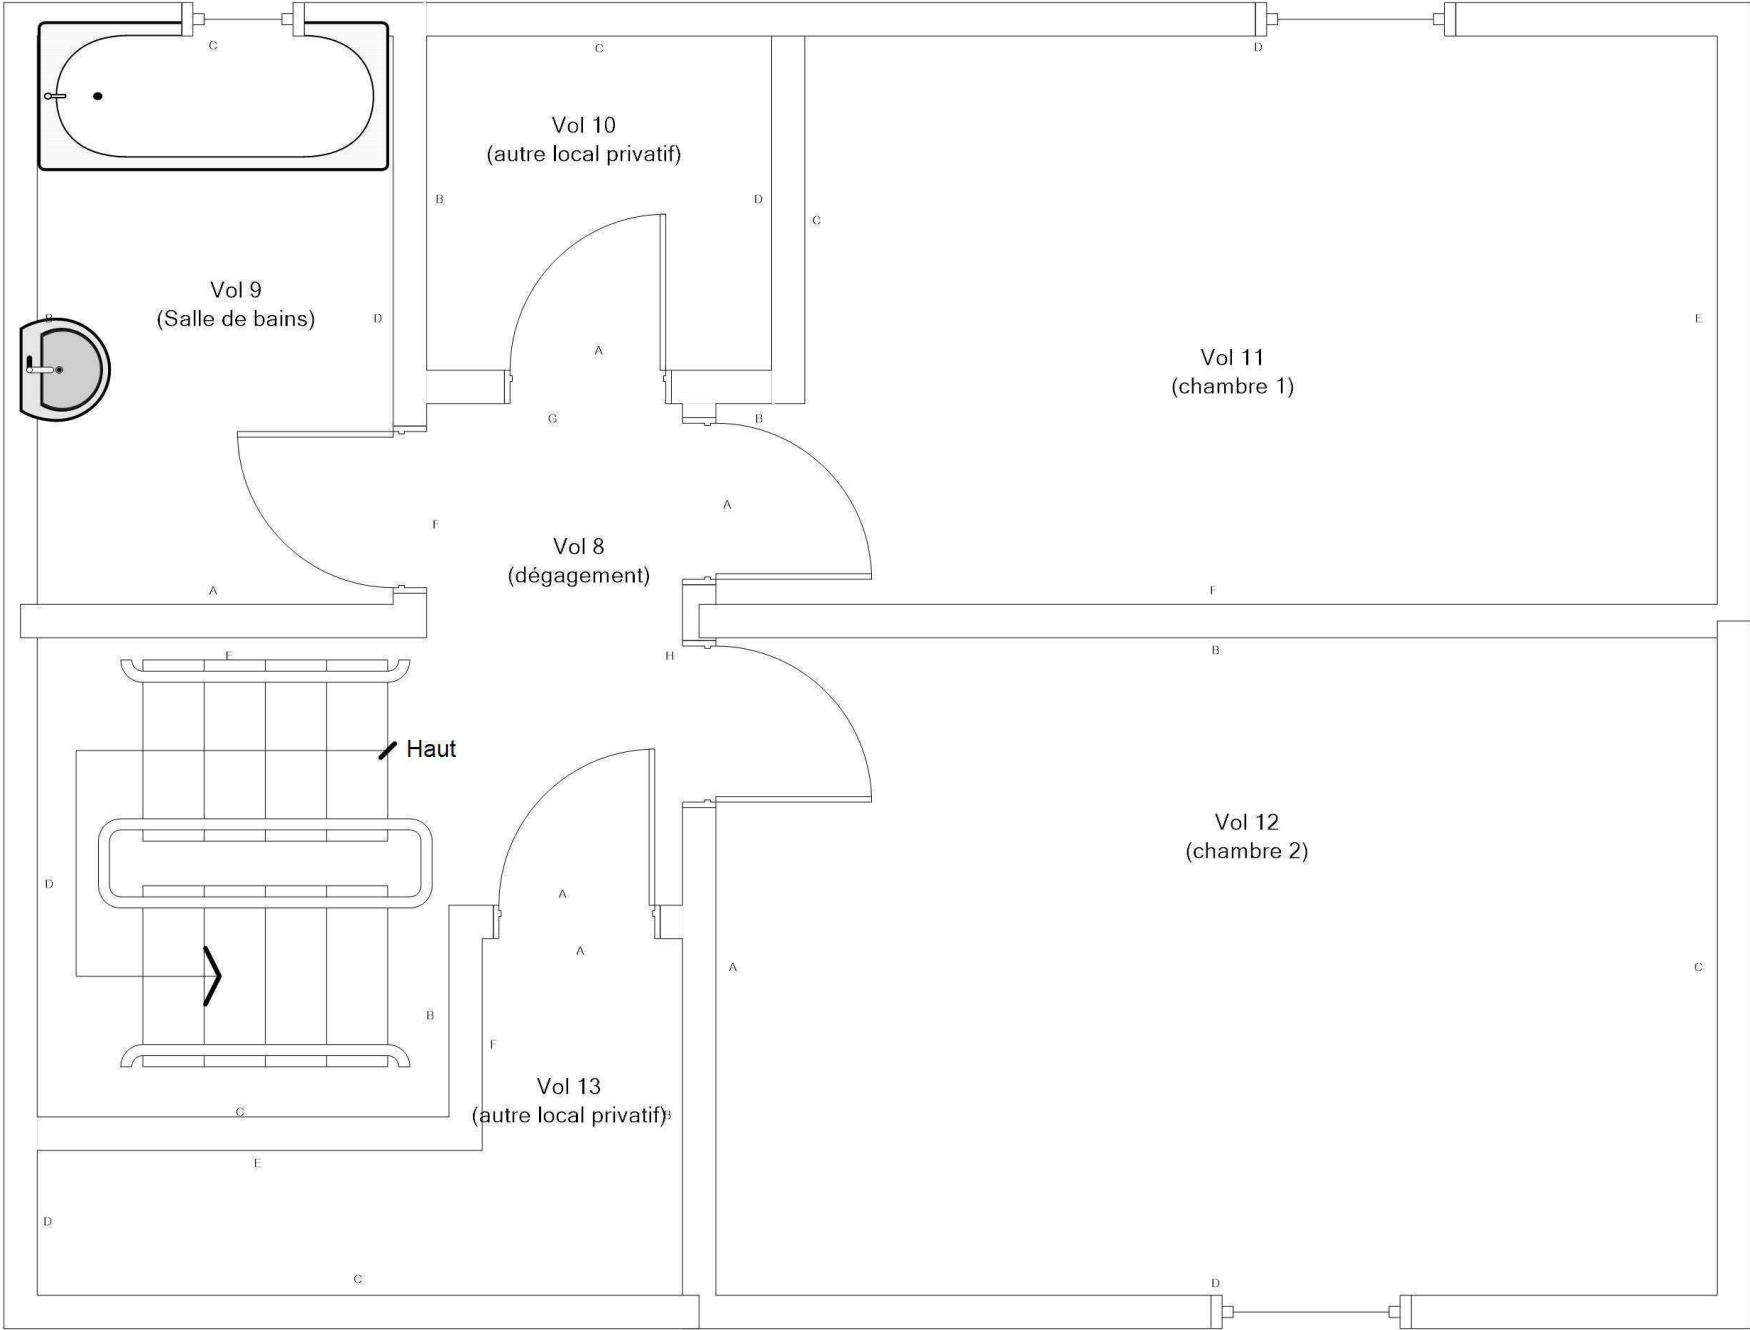 C
C
D
Vol 10
(autre local privatif)
B
D
C
Vol 9
(Salle de bains)
B
D
E
A
Vol 11
(chambre 1)
G
B
A
F
Vol 8
(dégagement)
A
F
E
H
B
Haut
Vol 12
(chambre 2)
D
A
A
A
C
B
F
Vol 13
(autre local privatif)
B
C
E
D
C
D